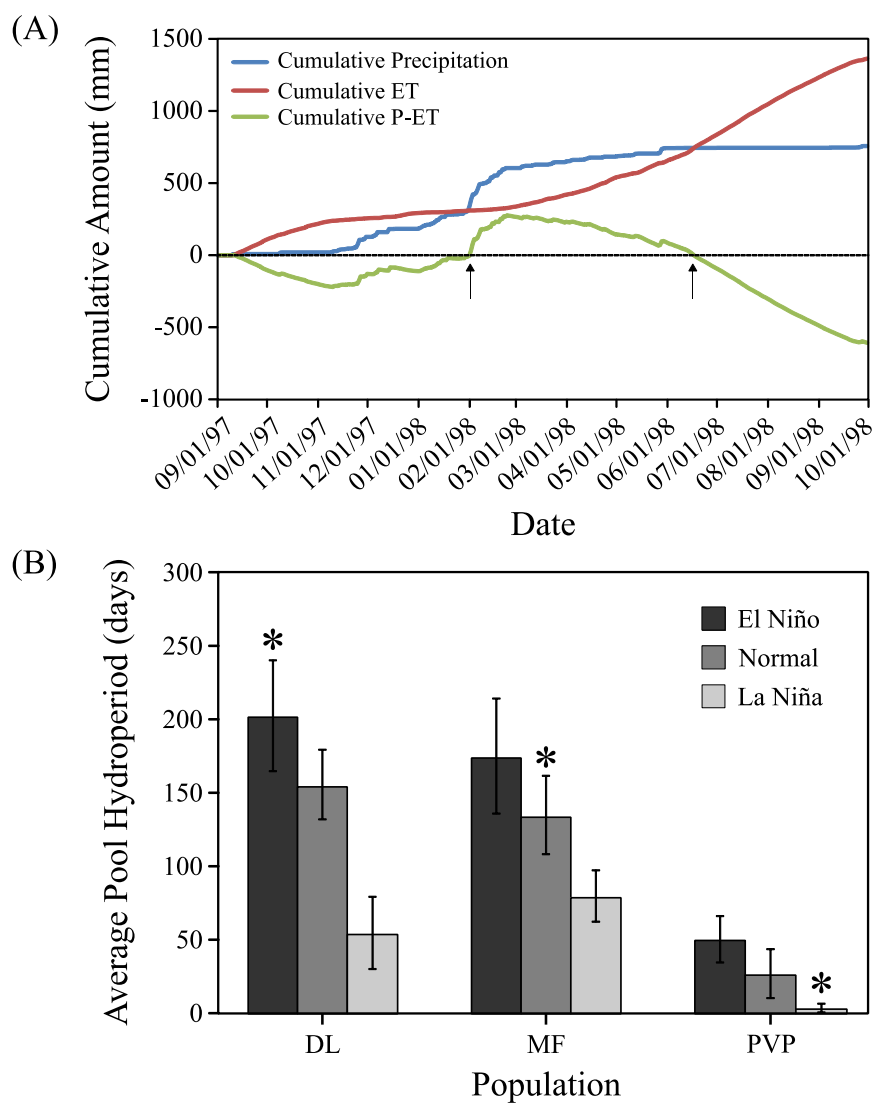 (A)
Cumulative Amount (mm)
1500
1000
500
0
-500
-1000
Cumulative Precipitation
Cumulative ET
Cumulative P-ET
09/01/97
10/01/97
11/01/97
12/01/97
01/01/98
02/01/98
03/01/98
04/01/98
05/01/98
06/01/98
07/01/98
08/01/98
09/01/98
10/01/98
Date
(B)
Average Pool Hydroperiod (days)
300
250
200
150
100
50
0
El Niño
Normal
La Niña
*
*
*
DL
MF
PVP
Population